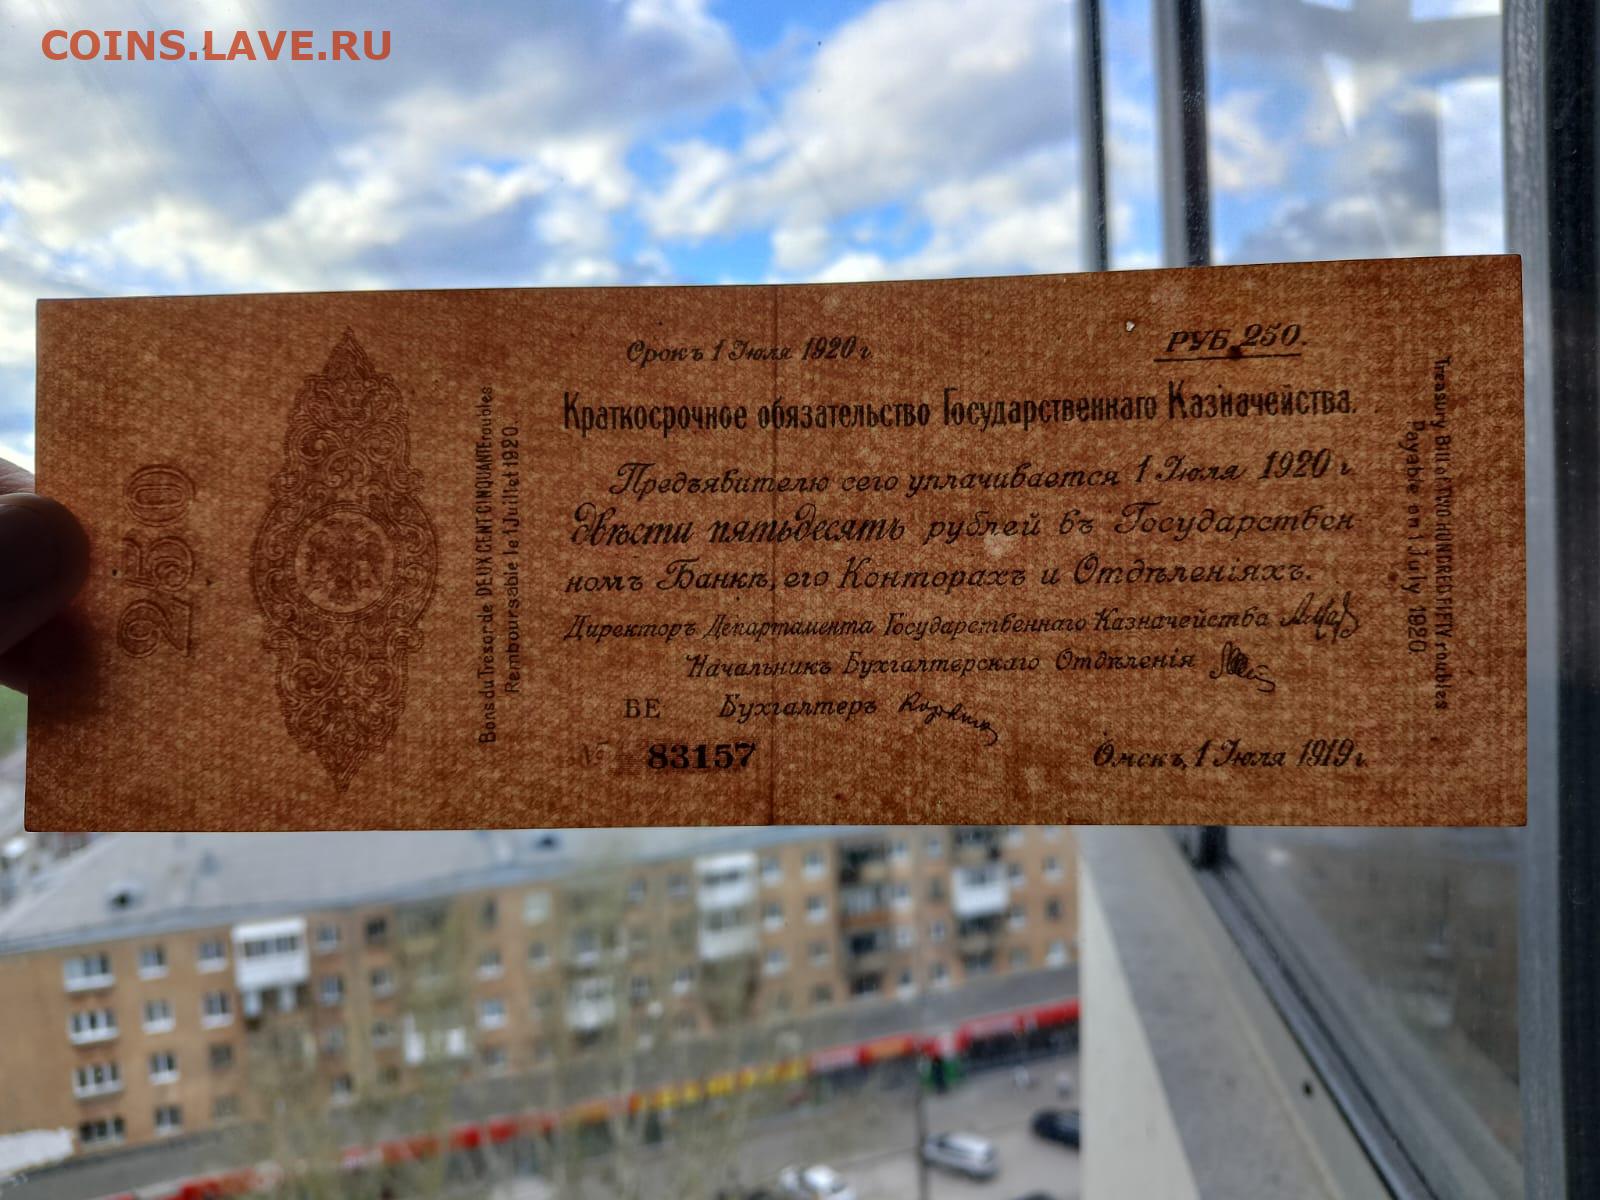 COINS.LAVE.RU
250
Bons du Trésor de DEUX CENT CINQUANTE roubles
Remboursable le 1 Juillet 1920.
Срокъ 1 Іюля 1920 г.
РУБ. 250.
Краткосрочное обязательство Государственнаго Казначейства.
Предъявителю сего уплачивается 1 Іюля 1920 г.
двѣсти пятьдесятъ рублей въ Государствен
номъ Банкѣ, его Конторахъ и Отдѣленіяхъ.
Директоръ Департамента Государственнаго Казначейства
Начальникъ Бухгалтерскаго Отдѣленія
БЕ Бухгалтеръ
№ 83157
Омскъ, 1 Іюля 1919 г.
Treasury Bill of TWO HUNDRED FIFTY roubles
Payable on 1 July 1920